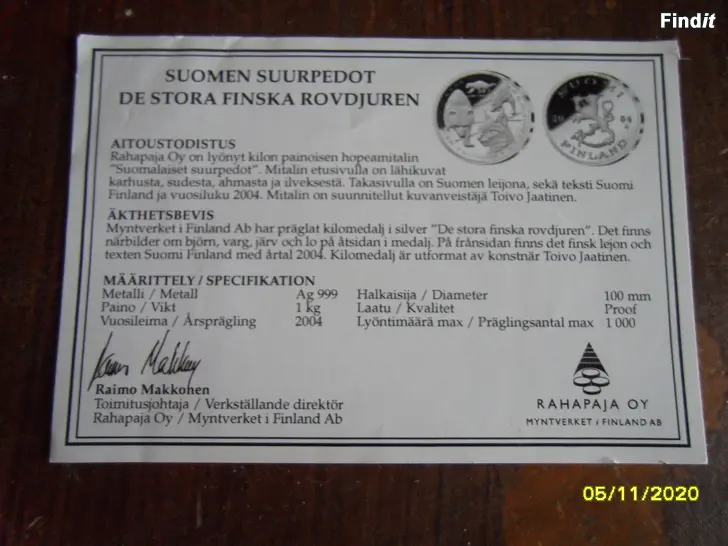 Findit
SUOMEN SUURPEDOT
DE STORA FINSKA ROVDJUREN
AITOUSTODISTUS
Rahapaja Oy on lyönyt kilon painoisen hopeamitalin
"Suomalaiset suurpedot". Mitalin etusivulla on lähikuvat
karhusta, sudesta, ahmasta ja ilveksestä. Takasivulla on Suomen leijona, sekä teksti Suomi
Finland ja vuosiluku 2004. Mitalin on suunnitellut kuvanveistäjä Toivo Jaatinen.
ÄKTHETSBEVIS
Myntverket i Finland Ab har präglat kilomedalj i silver "De stora finska rovdjuren". Det finns
närbilder om björn, varg, järv och lo på åtsidan i medalj. På frånsidan finns det finsk lejon och
texten Suomi Finland med årtal 2004. Kilomedalj är utformat av konstnär Toivo Jaatinen.
MÄÄRITTELY / SPECIFIKATION
Metalli / Metall Ag 999 Halkaisija / Diameter 100 mm
Paino / Vikt 1 kg Laatu / Kvalitet Proof
Vuosileima / Årsprägling 2004 Lyöntimäärä max / Präglingsantal max 1 000
Raimo Makkonen
Toimitusjohtaja / Verkställande direktör
Rahapaja Oy / Myntverket i Finland Ab
RAHAPAJA OY
MYNTVERKET i FINLAND AB
SUOMI
2004
FINLAND
05/11/2020